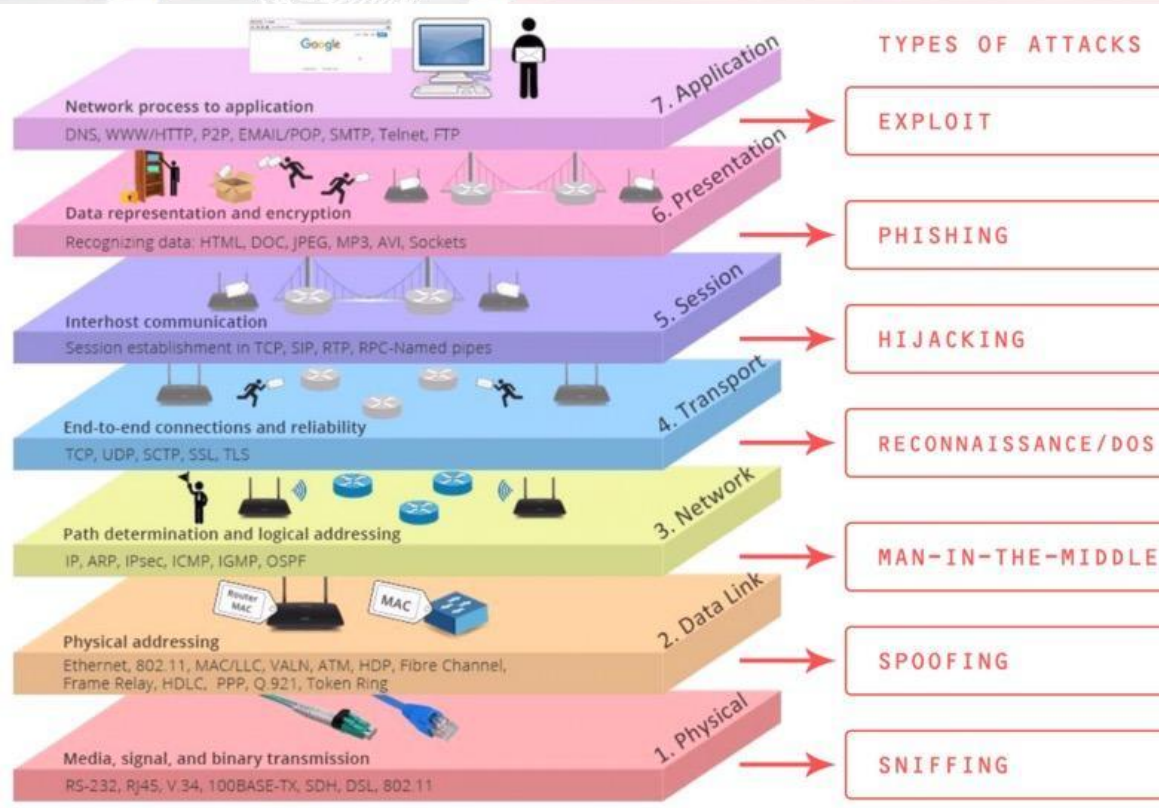 TYPES OF ATTACKS
Google
7. Application
Network process to application
DNS, WWW/HTTP, P2P, EMAIL/POP, SMTP, Telnet, FTP
EXPLOIT
6. Presentation
Data representation and encryption
Recognizing data: HTML, DOC, JPEG, MP3, AVI, Sockets
PHISHING
5. Session
Interhost communication
Session establishment in TCP, SIP, RTP, RPC-Named pipes
HIJACKING
4. Transport
End-to-end connections and reliability
TCP, UDP, SCTP, SSL, TLS
RECONNAISSANCE/DOS
3. Network
Path determination and logical addressing
IP, ARP, IPsec, ICMP, IGMP, OSPF
MAN-IN-THE-MIDDLE
Router
MAC
MAC
2. Data Link
Physical addressing
Ethernet, 802.11, MAC/LLC, VALN, ATM, HDP, Fibre Channel,
Frame Relay, HDLC, PPP, Q.921, Token Ring
SPOOFING
1. Physical
Media, signal, and binary transmission
RS-232, RJ45, V.34, 100BASE-TX, SDH, DSL, 802.11
SNIFFING